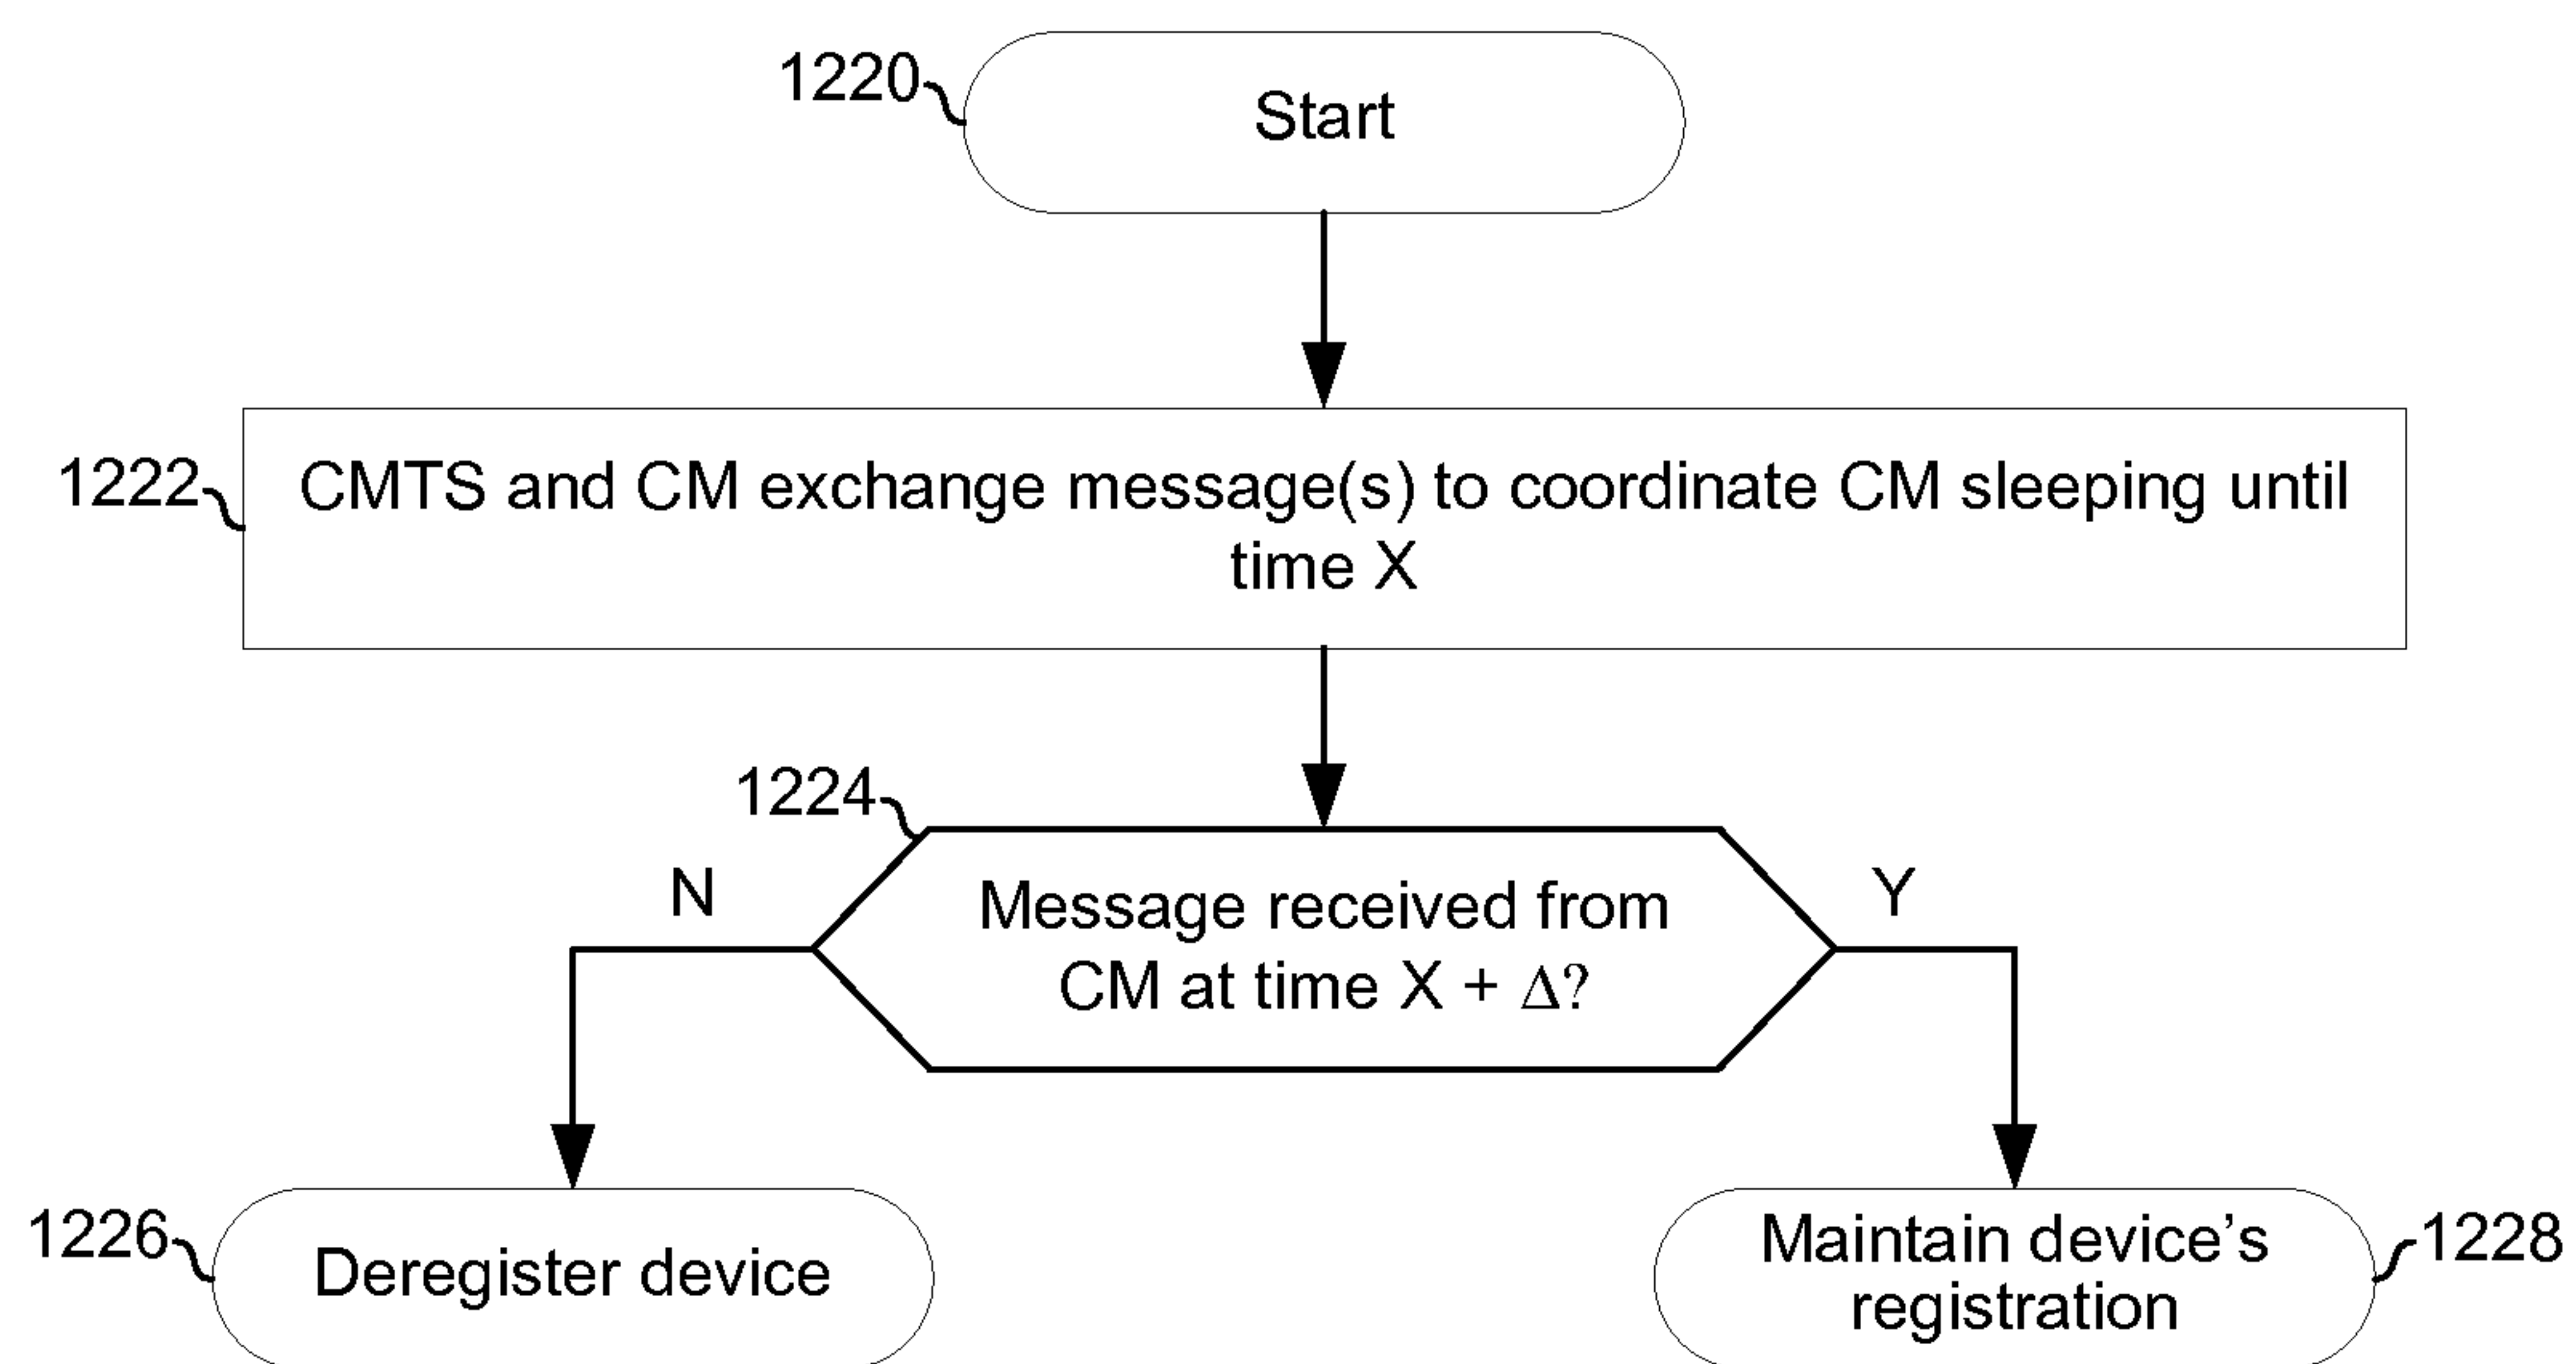 1220
Start
1222
CMTS and CM exchange message(s) to coordinate CM sleeping until
time X
1224
N
Y
Message received from
CM at time X + Δ?
1226
Deregister device
Maintain device’s
registration
1228